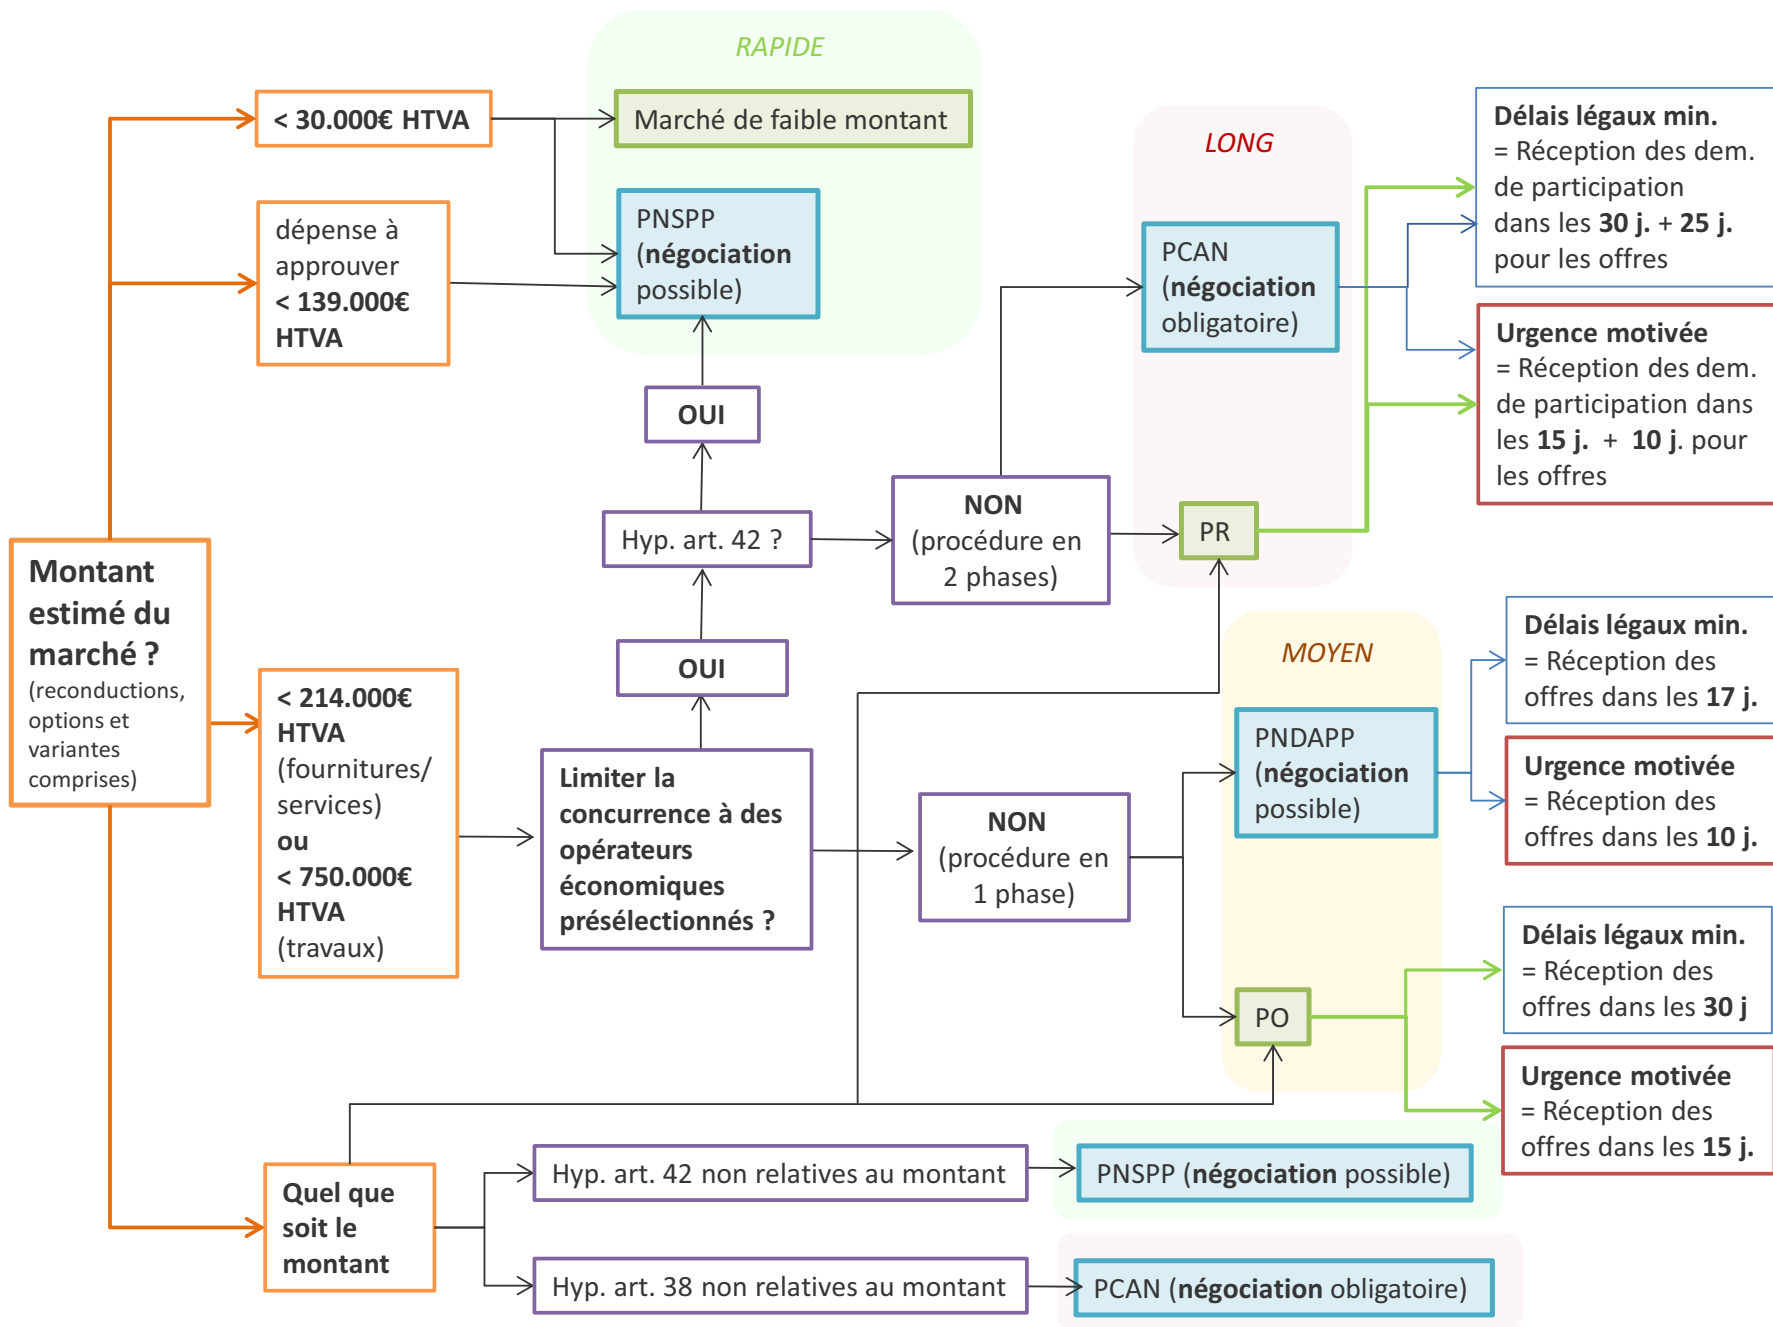 RAPIDE
< 30.000€ HTVA
Marché de faible montant
dépense à
approuver
< 139.000€
HTVA
PNSPP
(négociation
possible)
OUI
Hyp. art. 42 ?
NON
(procédure en
2 phases)
LONG
PCAN
(négociation
obligatoire)
PR
Délais légaux min.
= Réception des dem.
de participation
dans les 30 j. + 25 j.
pour les offres
Urgence motivée
= Réception des dem.
de participation dans
les 15 j. + 10 j. pour
les offres
Montant
estimé du
marché ?
(reconductions,
options et
variantes
comprises)
< 214.000€
HTVA
(fournitures/
services)
ou
< 750.000€
HTVA
(travaux)
OUI
Limiter la
concurrence à des
opérateurs
économiques
présélectionnés ?
NON
(procédure en
1 phase)
MOYEN
PNDAPP
(négociation
possible)
PO
Délais légaux min.
= Réception des
offres dans les 17 j.
Urgence motivée
= Réception des
offres dans les 10 j.
Délais légaux min.
= Réception des
offres dans les 30 j
Urgence motivée
= Réception des
offres dans les 15 j.
Quel que
soit le
montant
Hyp. art. 42 non relatives au montant
PNSPP (négociation possible)
Hyp. art. 38 non relatives au montant
PCAN (négociation obligatoire)